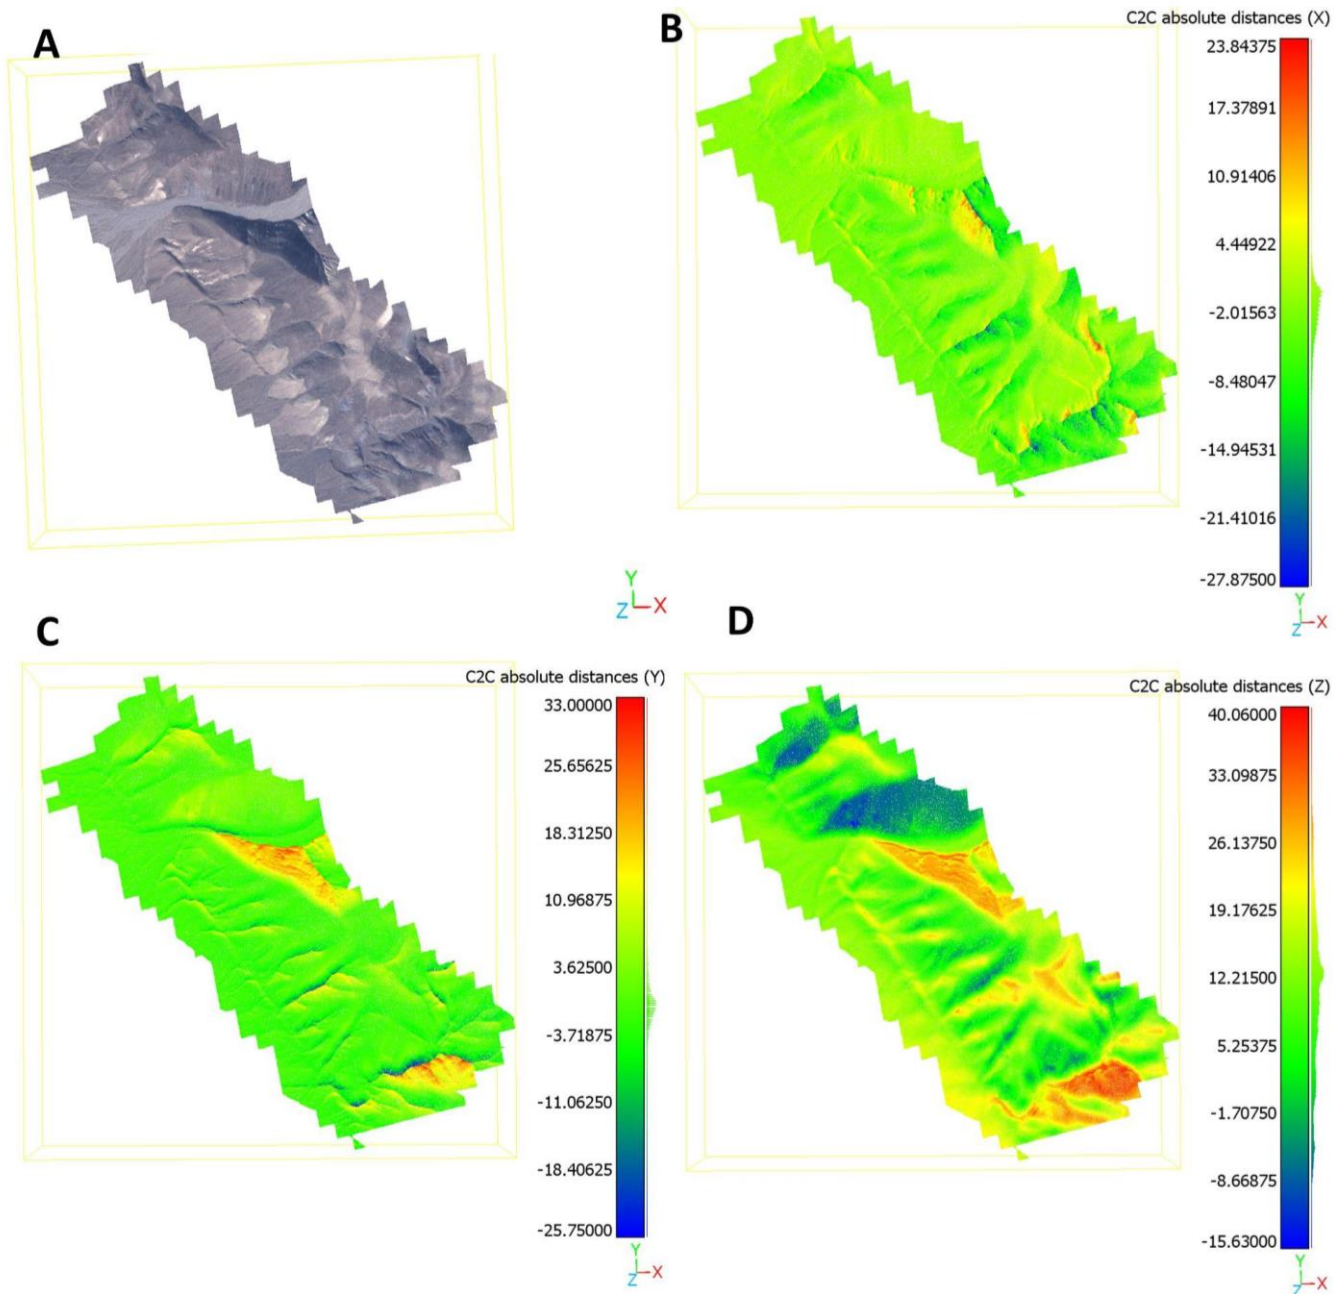 A
B
C2C absolute distances (X)
23.84375
17.37891
10.91406
4.44922
-2.01563
-8.48047
-14.94531
-21.41016
-27.87500
Y
Z X
Y
Z X
C
D
C2C absolute distances (Y)
33.00000
25.65625
18.31250
10.96875
3.62500
-3.71875
-11.06250
-18.40625
-25.75000
Y
Z X
C2C absolute distances (Z)
40.06000
33.09875
26.13750
19.17625
12.21500
5.25375
-1.70750
-8.66875
-15.63000
Y
Z X